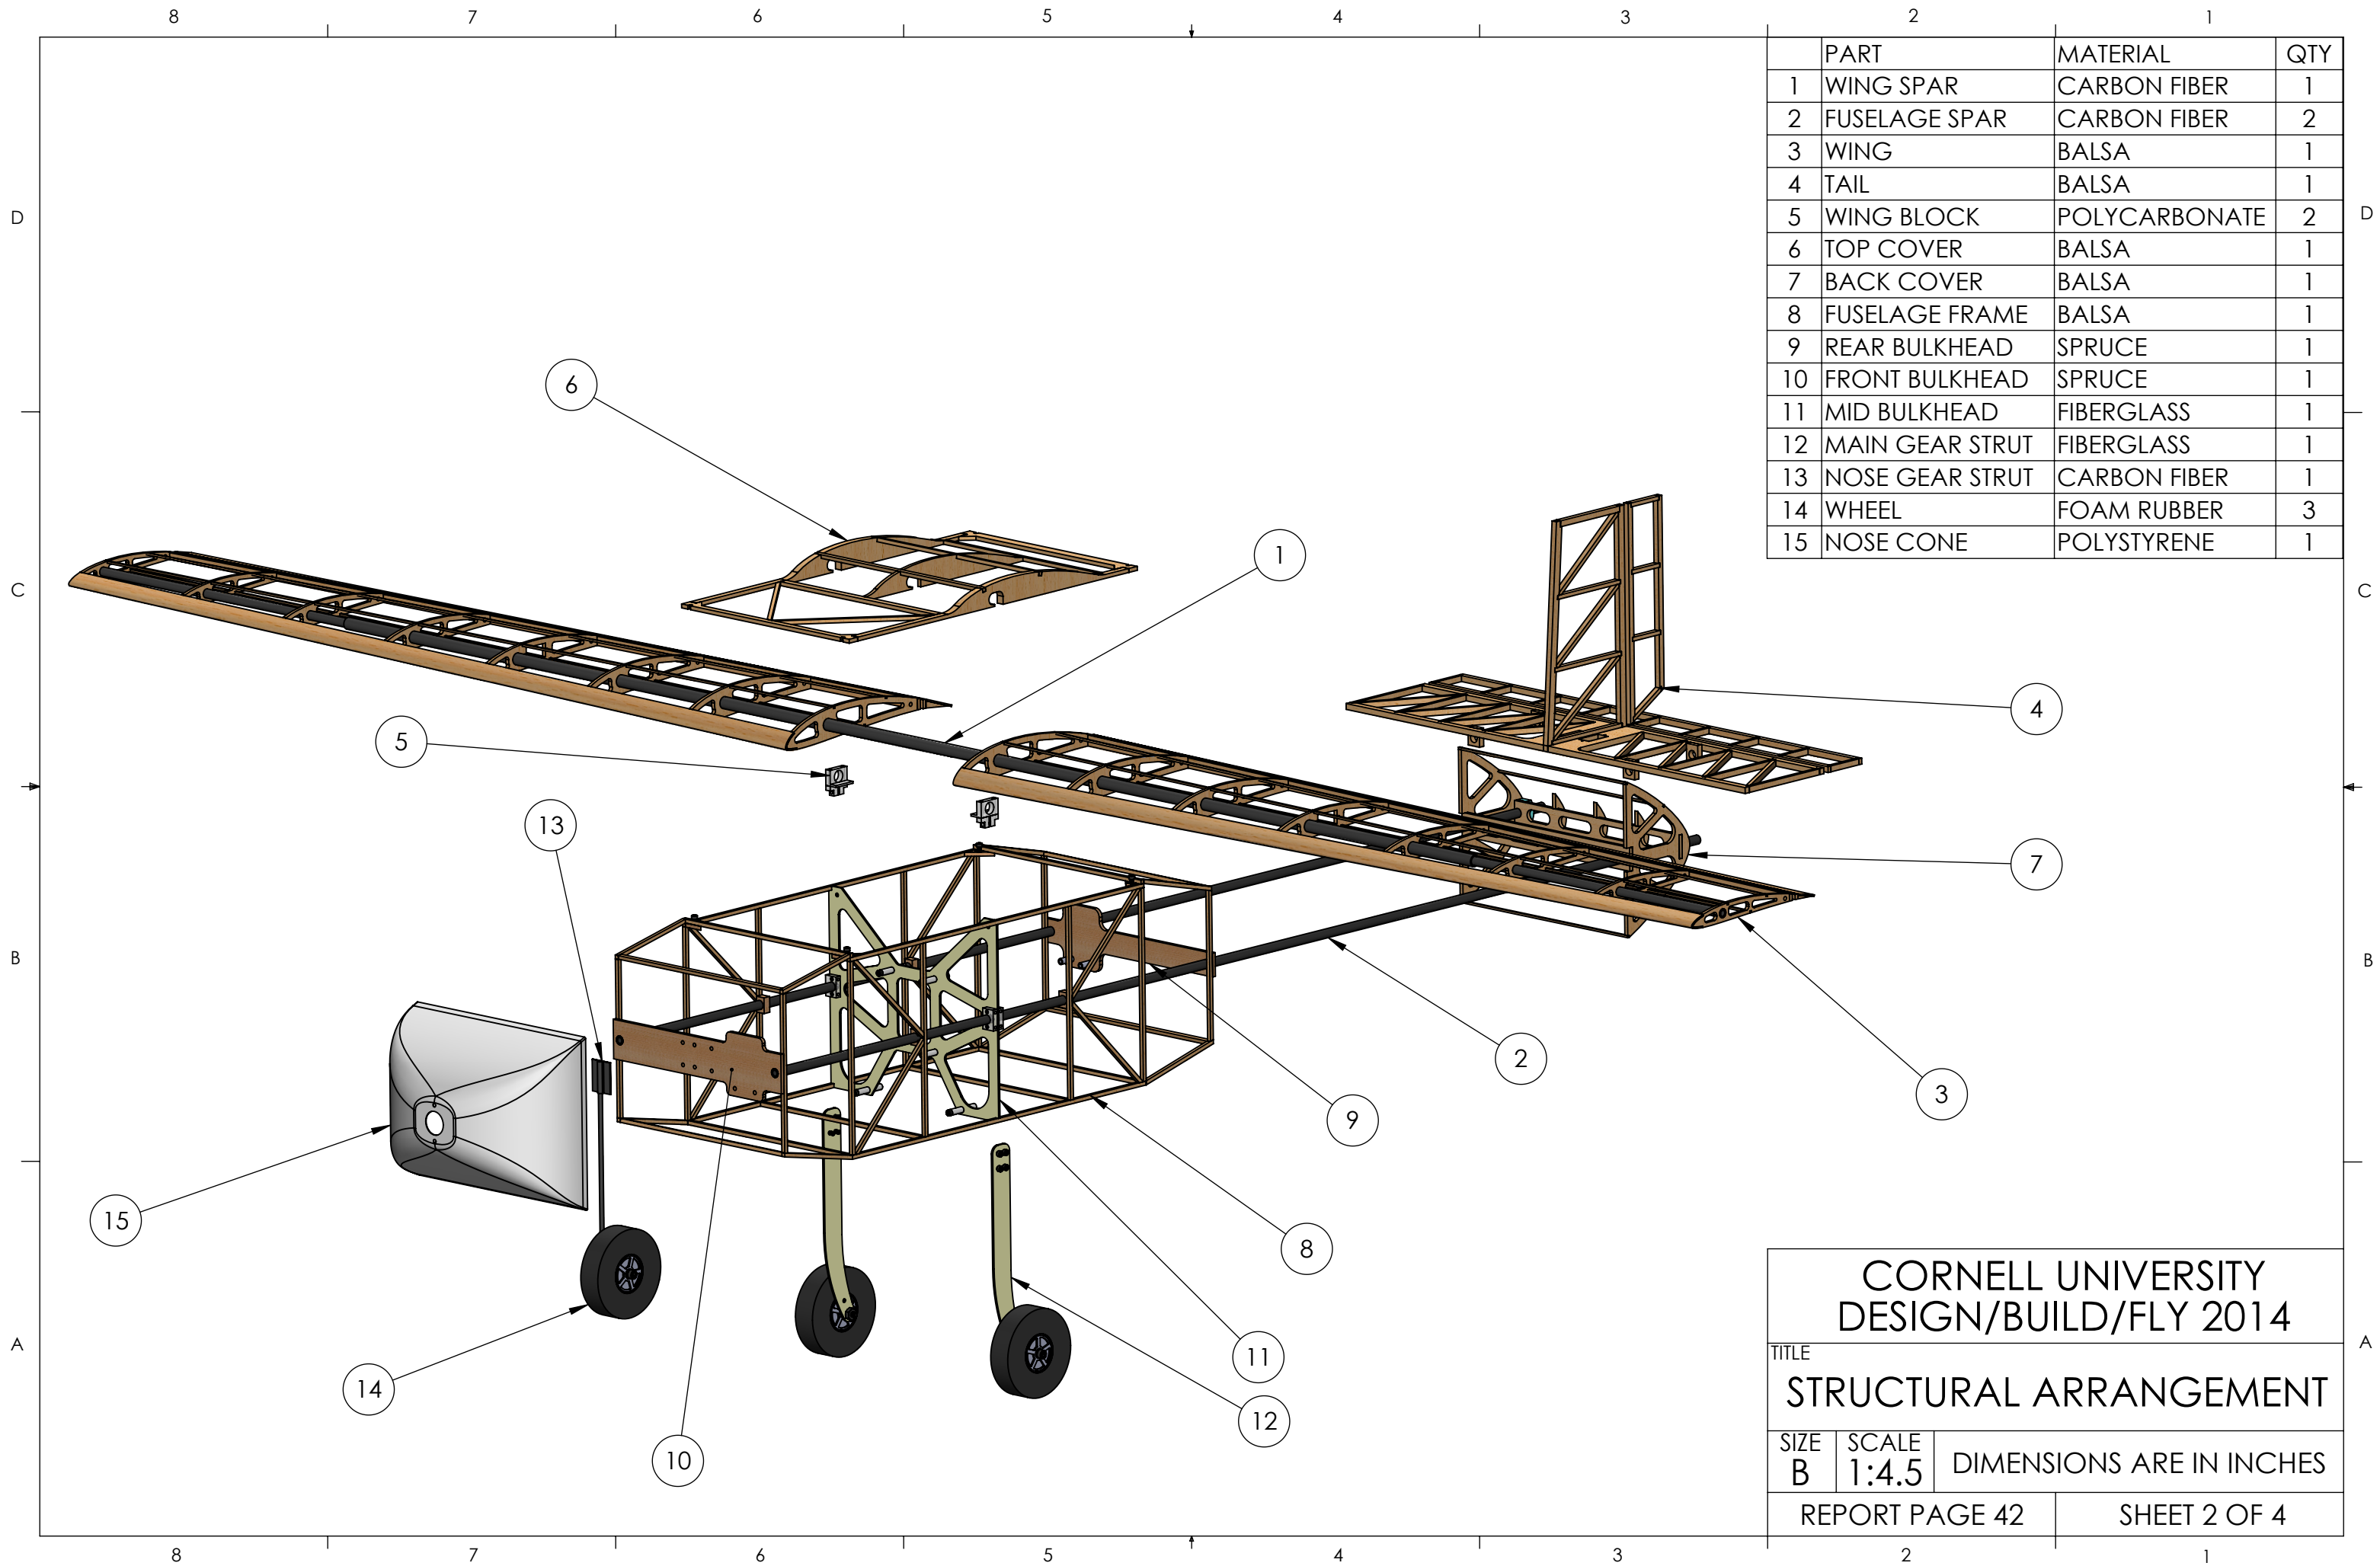 8 7 6 5 4 3 2 1
PART MATERIAL QTY
1 WING SPAR CARBON FIBER 1
2 FUSELAGE SPAR CARBON FIBER 2
3 WING BALSA 1
4 TAIL BALSA 1
5 WING BLOCK POLYCARBONATE 2
6 TOP COVER BALSA 1
7 BACK COVER BALSA 1
8 FUSELAGE FRAME BALSA 1
9 REAR BULKHEAD SPRUCE 1
10 FRONT BULKHEAD SPRUCE 1
11 MID BULKHEAD FIBERGLASS 1
12 MAIN GEAR STRUT FIBERGLASS 1
13 NOSE GEAR STRUT CARBON FIBER 1
14 WHEEL FOAM RUBBER 3
15 NOSE CONE POLYSTYRENE 1
D D
6
1
C C
4
5
13
7
B B
2
3
9
15
8
A A
11
14
12
10
CORNELL UNIVERSITY
DESIGN/BUILD/FLY 2014
TITLE
STRUCTURAL ARRANGEMENT
SIZE SCALE
B 1:4.5 DIMENSIONS ARE IN INCHES
REPORT PAGE 42 SHEET 2 OF 4
8 7 6 5 4 3 2 1